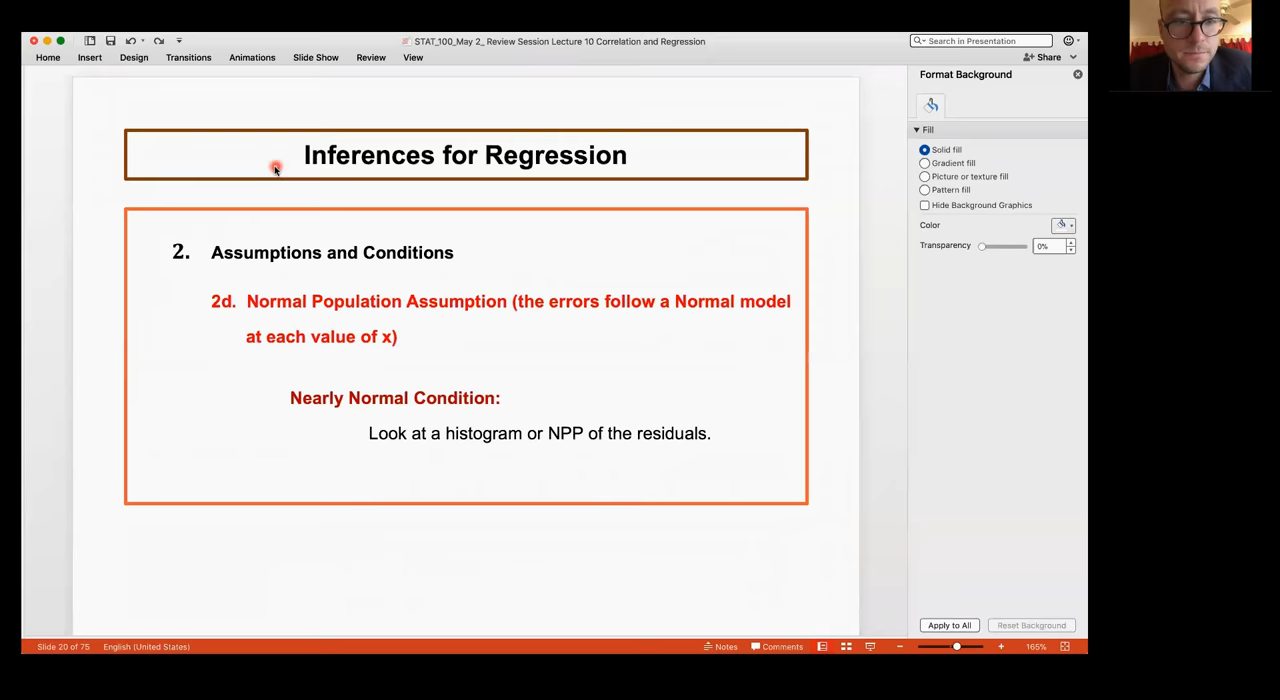 STAT_100_May 2_ Review Session Lecture 10 Correlation and Regression
Search in Presentation
Home Insert Design Transitions Animations Slide Show Review View
Share
Format Background
Fill
Solid fill
Gradient fill
Picture or texture fill
Pattern fill
Hide Background Graphics
Color
Transparency 0%
Inferences for Regression
2. Assumptions and Conditions
2d. Normal Population Assumption (the errors follow a Normal model
at each value of x)
Nearly Normal Condition:
Look at a histogram or NPP of the residuals.
Apply to All Reset Background
Slide 20 of 75 English (United States) Notes Comments 165%